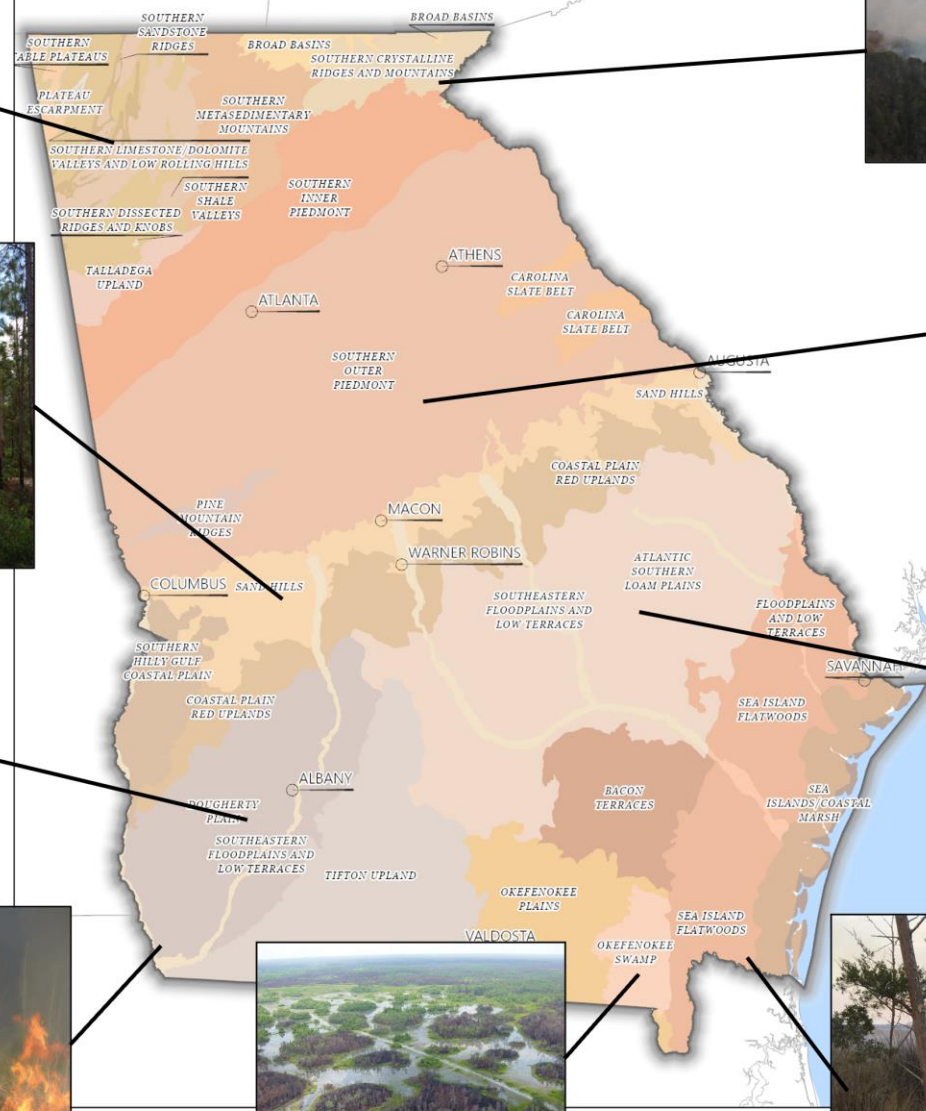 BROAD BASINS
SOUTHERN
SANDSTONE
RIDGES
SOUTHERN
TABLE PLATEAUS
BROAD BASINS
SOUTHERN CRYSTALLINE
RIDGES AND MOUNTAINS
PLATEAU
ESCARPMENT
SOUTHERN
METASEDIMENTARY
MOUNTAINS
SOUTHERN LIMESTONE/DOLOMITE
VALLEYS AND LOW ROLLING HILLS
SOUTHERN
SHALE
VALLEYS
SOUTHERN
INNER
PIEDMONT
SOUTHERN DISSECTED
RIDGES AND KNOBS
TALLADEGA
UPLAND
ATHENS
CAROLINA
SLATE BELT
ATLANTA
CAROLINA
SLATE BELT
SOUTHERN
OUTER
PIEDMONT
AUGUSTA
SAND HILLS
COASTAL PLAIN
RED UPLANDS
PINE
MOUNTAIN
RIDGES
MACON
WARNER ROBINS
ATLANTIC
SOUTHERN
LOAM PLAINS
COLUMBUS
SAND HILLS
SOUTHEASTERN
FLOODPLAINS AND
LOW TERRACES
FLOODPLAINS
AND LOW
TERRACES
SOUTHERN
HILLY GULF
COASTAL PLAIN
SAVANNAH
COASTAL PLAIN
RED UPLANDS
SEA ISLAND
FLATWOODS
ALBANY
BACON
TERRACES
SEA
ISLANDS/COASTAL
MARSH
DOUGHERTY
PLAIN
SOUTHEASTERN
FLOODPLAINS AND
LOW TERRACES
TIFTON UPLAND
OKEFENOKEE
PLAINS
SEA ISLAND
FLATWOODS
VALDOSTA
OKEFENOKEE
SWAMP